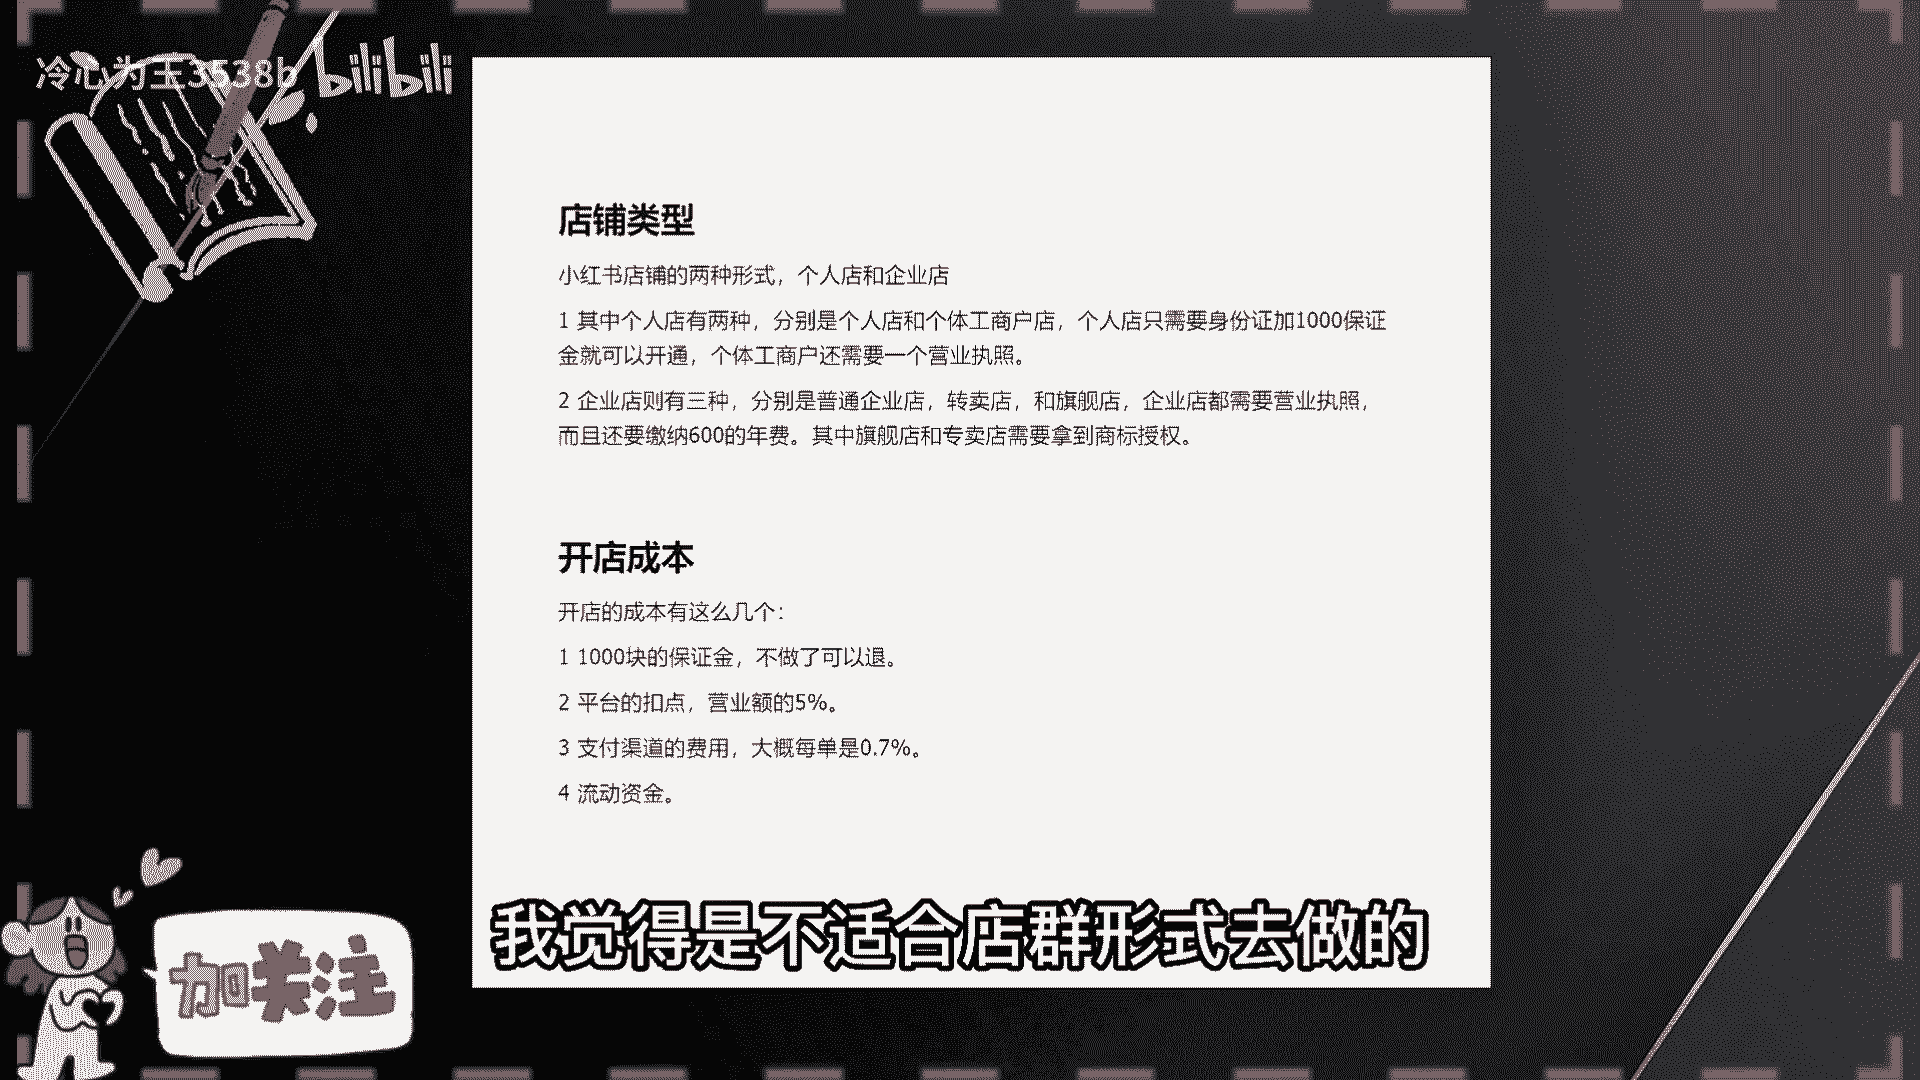 冷心为王3538b
bilibili
店铺类型
小红书店铺的两种形式，个人店和企业店
1 其中个人店有两种，分别是个人店和个体工商户店，个人店只需要身份证加1000保证
金就可以开通，个体工商户还需要一个营业执照。
2 企业店则有三种，分别是普通企业店，转卖店，和旗舰店，企业店都需要营业执照，
而且还要缴纳600的年费。其中旗舰店和专卖店需要拿到商标授权。
开店成本
开店的成本有这么几个：
1 1000块的保证金，不做了可以退。
2 平台的扣点，营业额的5%。
3 支付渠道的费用，大概每单是0.7%。
4 流动资金。
我觉得是不适合店群形式去做的
加关注